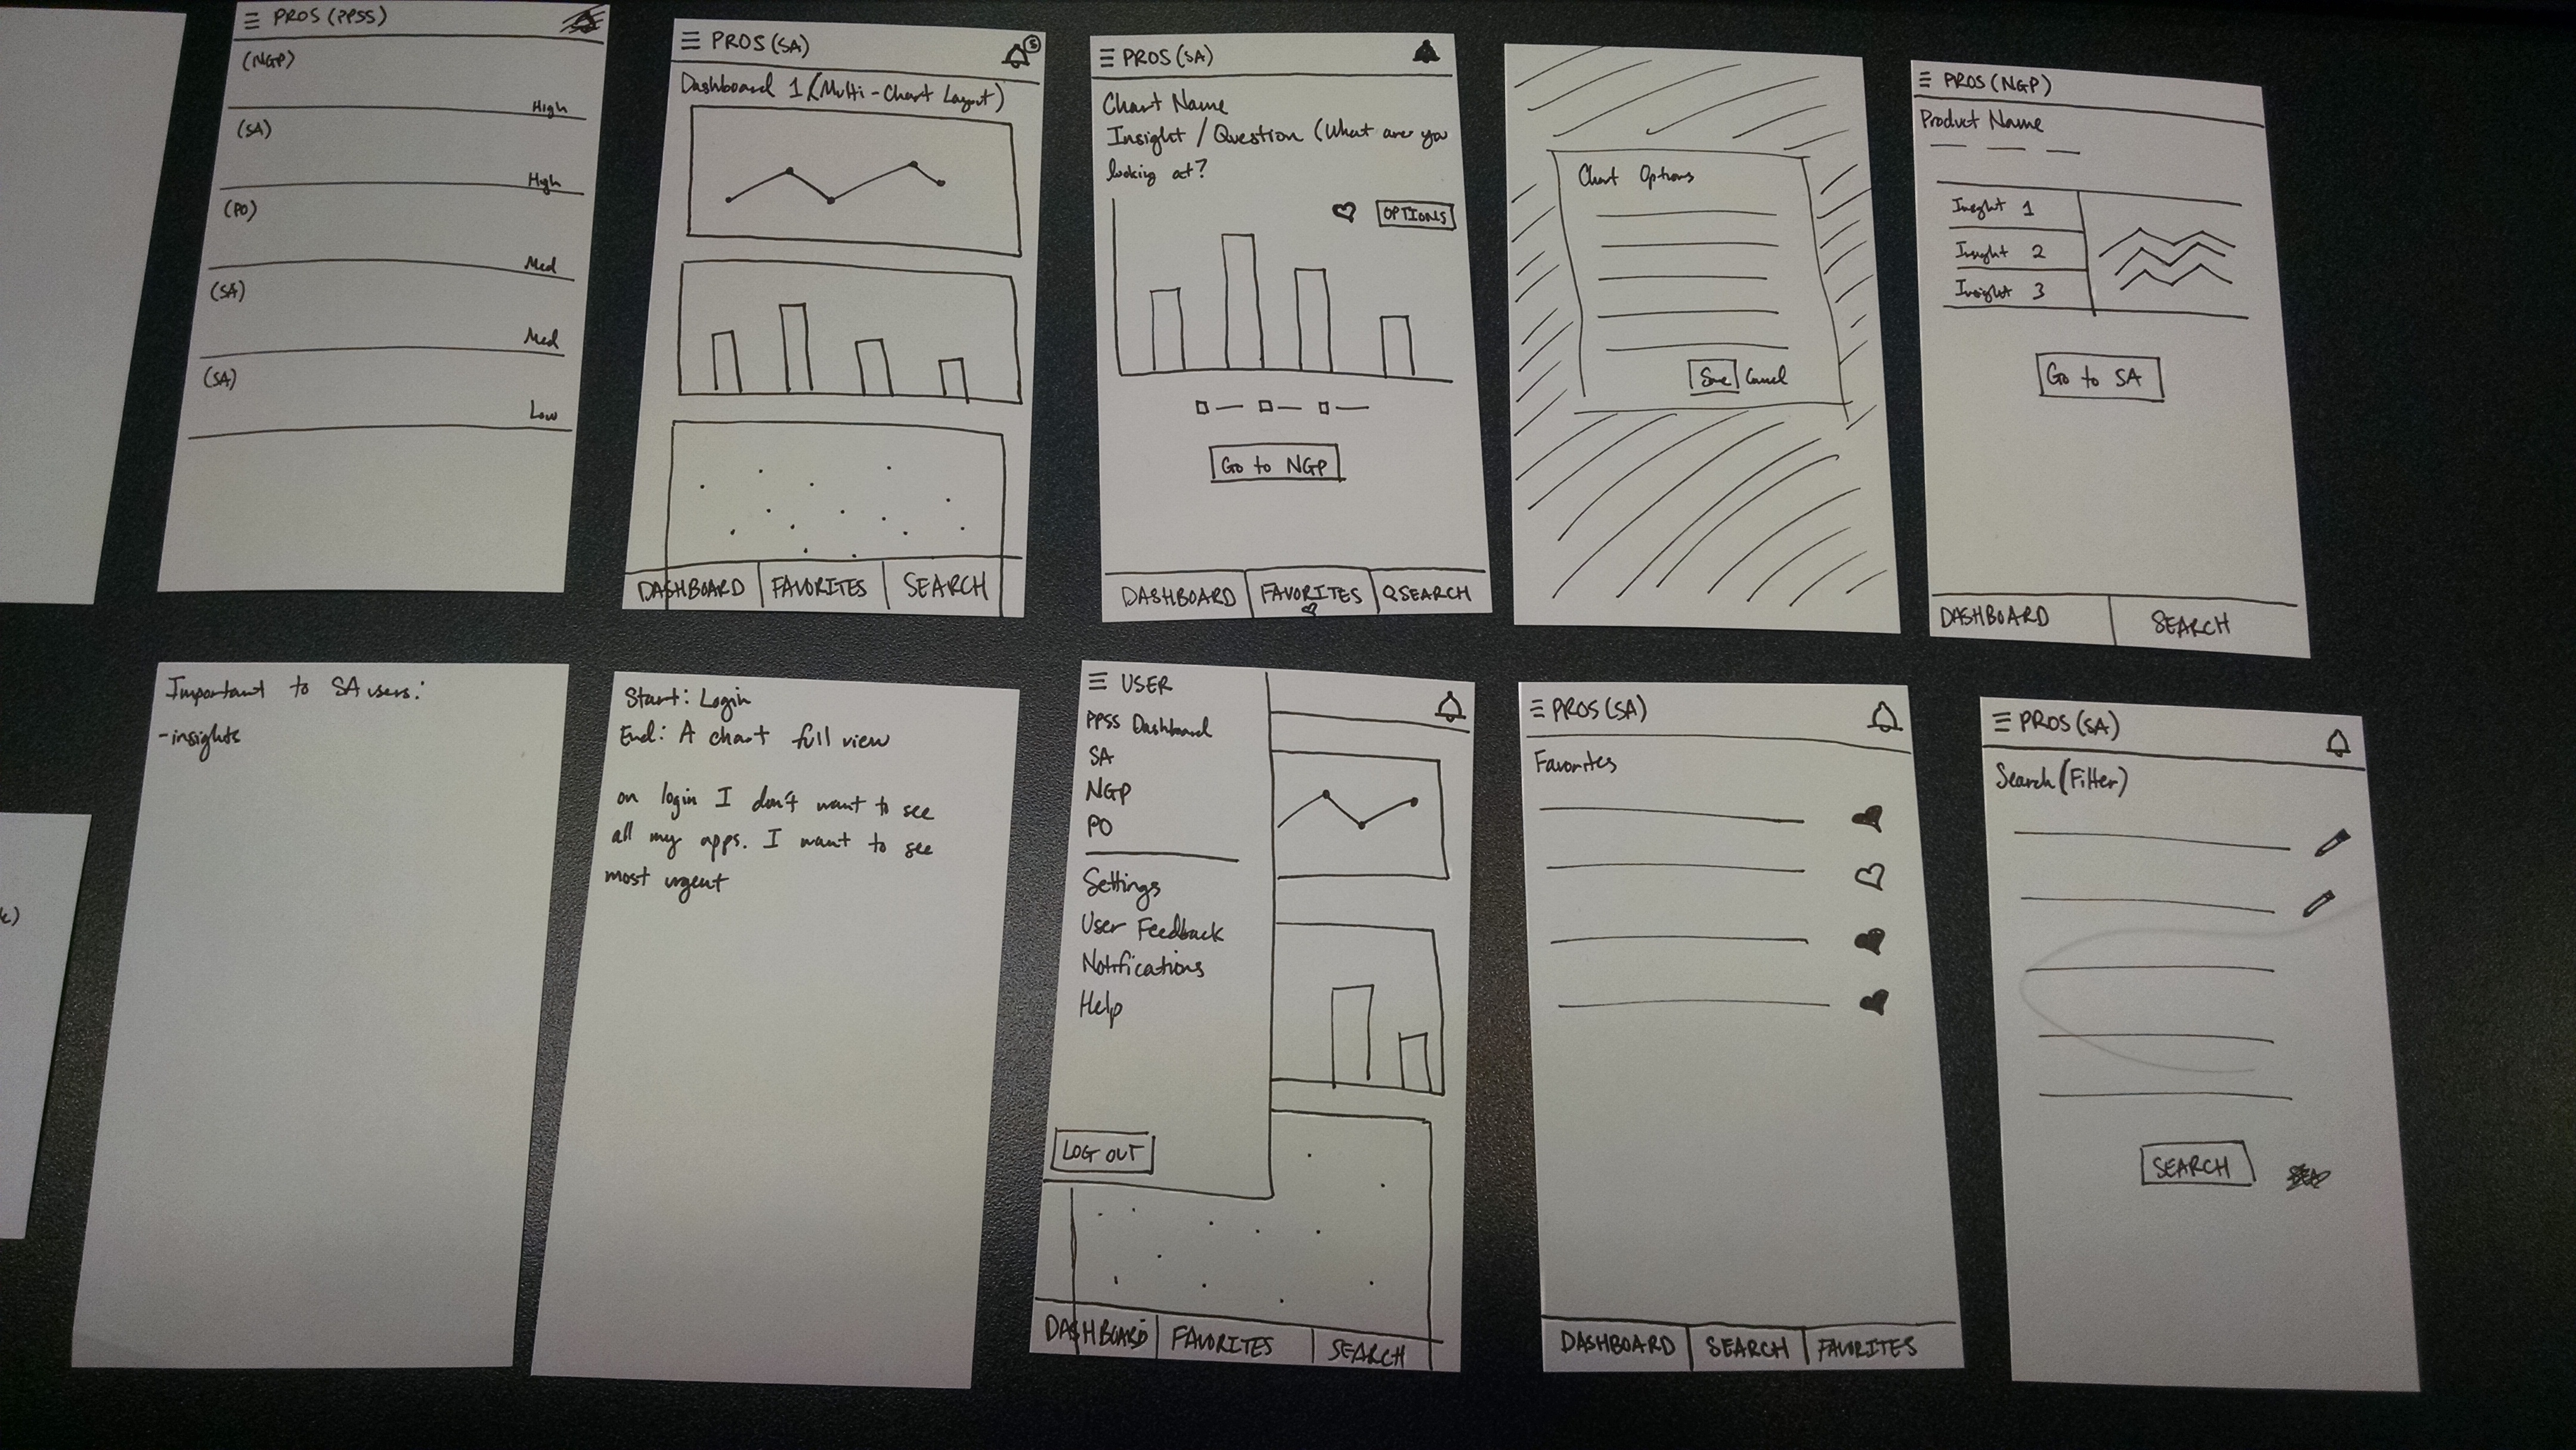 PROS (PPSS)
(NGP)
High
(SA)
High
(PO)
Med
(SA)
Med
(SA)
Low
PROS (SA)
5
Dashboard 1 (Multi-Chart Layout)
DASHBOARD FAVORITES SEARCH
PROS (SA)
Chart Name
Insight / Question (What are you
looking at?
OPTIONS
Go to NGP
DASHBOARD FAVORITES SEARCH
Chart Options
Save Cancel
PROS (NGP)
Product Name
Insight 1
Insight 2
Insight 3
Go to SA
DASHBOARD SEARCH
Important to SA users:
-insights
Start: Login
End: A chart full view
on login I don't want to see
all my apps. I want to see
most urgent
USER
PPSS Dashboard
SA
NGP
PO
Settings
User Feedback
Notifications
Help
LOG OUT
DASHBOARD FAVORITES SEARCH
PROS (SA)
Favorites
DASHBOARD SEARCH FAVORITES
PROS (SA)
Search (Filter)
SEARCH